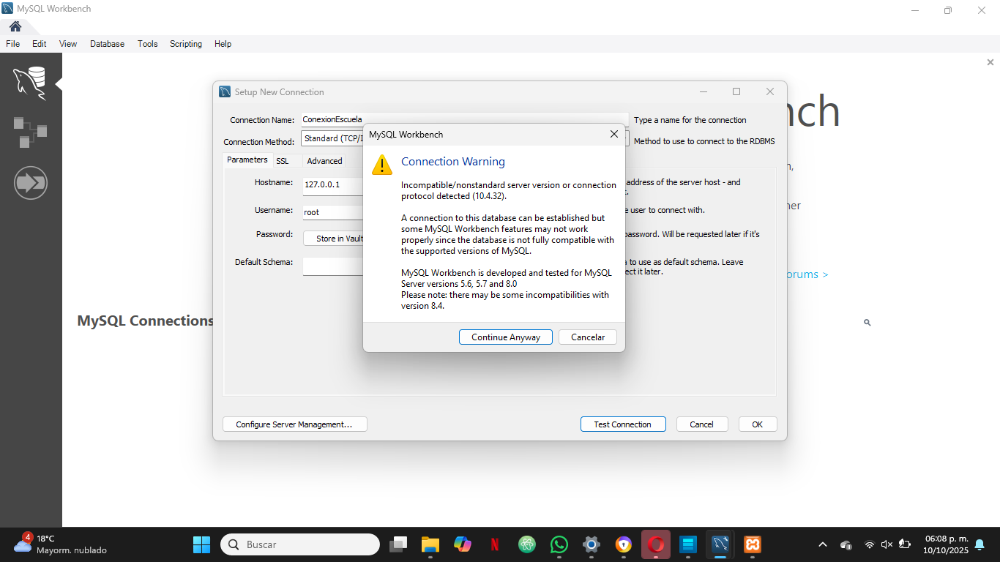 MySQL Workbench
File Edit View Database Tools Scripting Help
Setup New Connection
Connection Name: ConexionEscuela Type a name for the connection
Connection Method: Standard (TCP/I Method to use to connect to the RDBMS
Parameters SSL Advanced
Hostname: 127.0.0.1 address of the server host - and
Username: root user to connect with.
Password: Store in Vault password. Will be requested later if it's
Default Schema: to use as default schema. Leave
it later.
MySQL Workbench
Connection Warning
Incompatible/nonstandard server version or connection
protocol detected (10.4.32).
A connection to this database can be established but
some MySQL Workbench features may not work
properly since the database is not fully compatible with
the supported versions of MySQL.
MySQL Workbench is developed and tested for MySQL
Server versions 5.6, 5.7 and 8.0
Please note: there may be some incompatibilities with
version 8.4.
Continue Anyway Cancelar
Configure Server Management... Test Connection Cancel OK
nch
n,
ner
orums >
MySQL Connections
4 18°C
Mayorm. nublado
Buscar
06:08 p. m.
10/10/2025